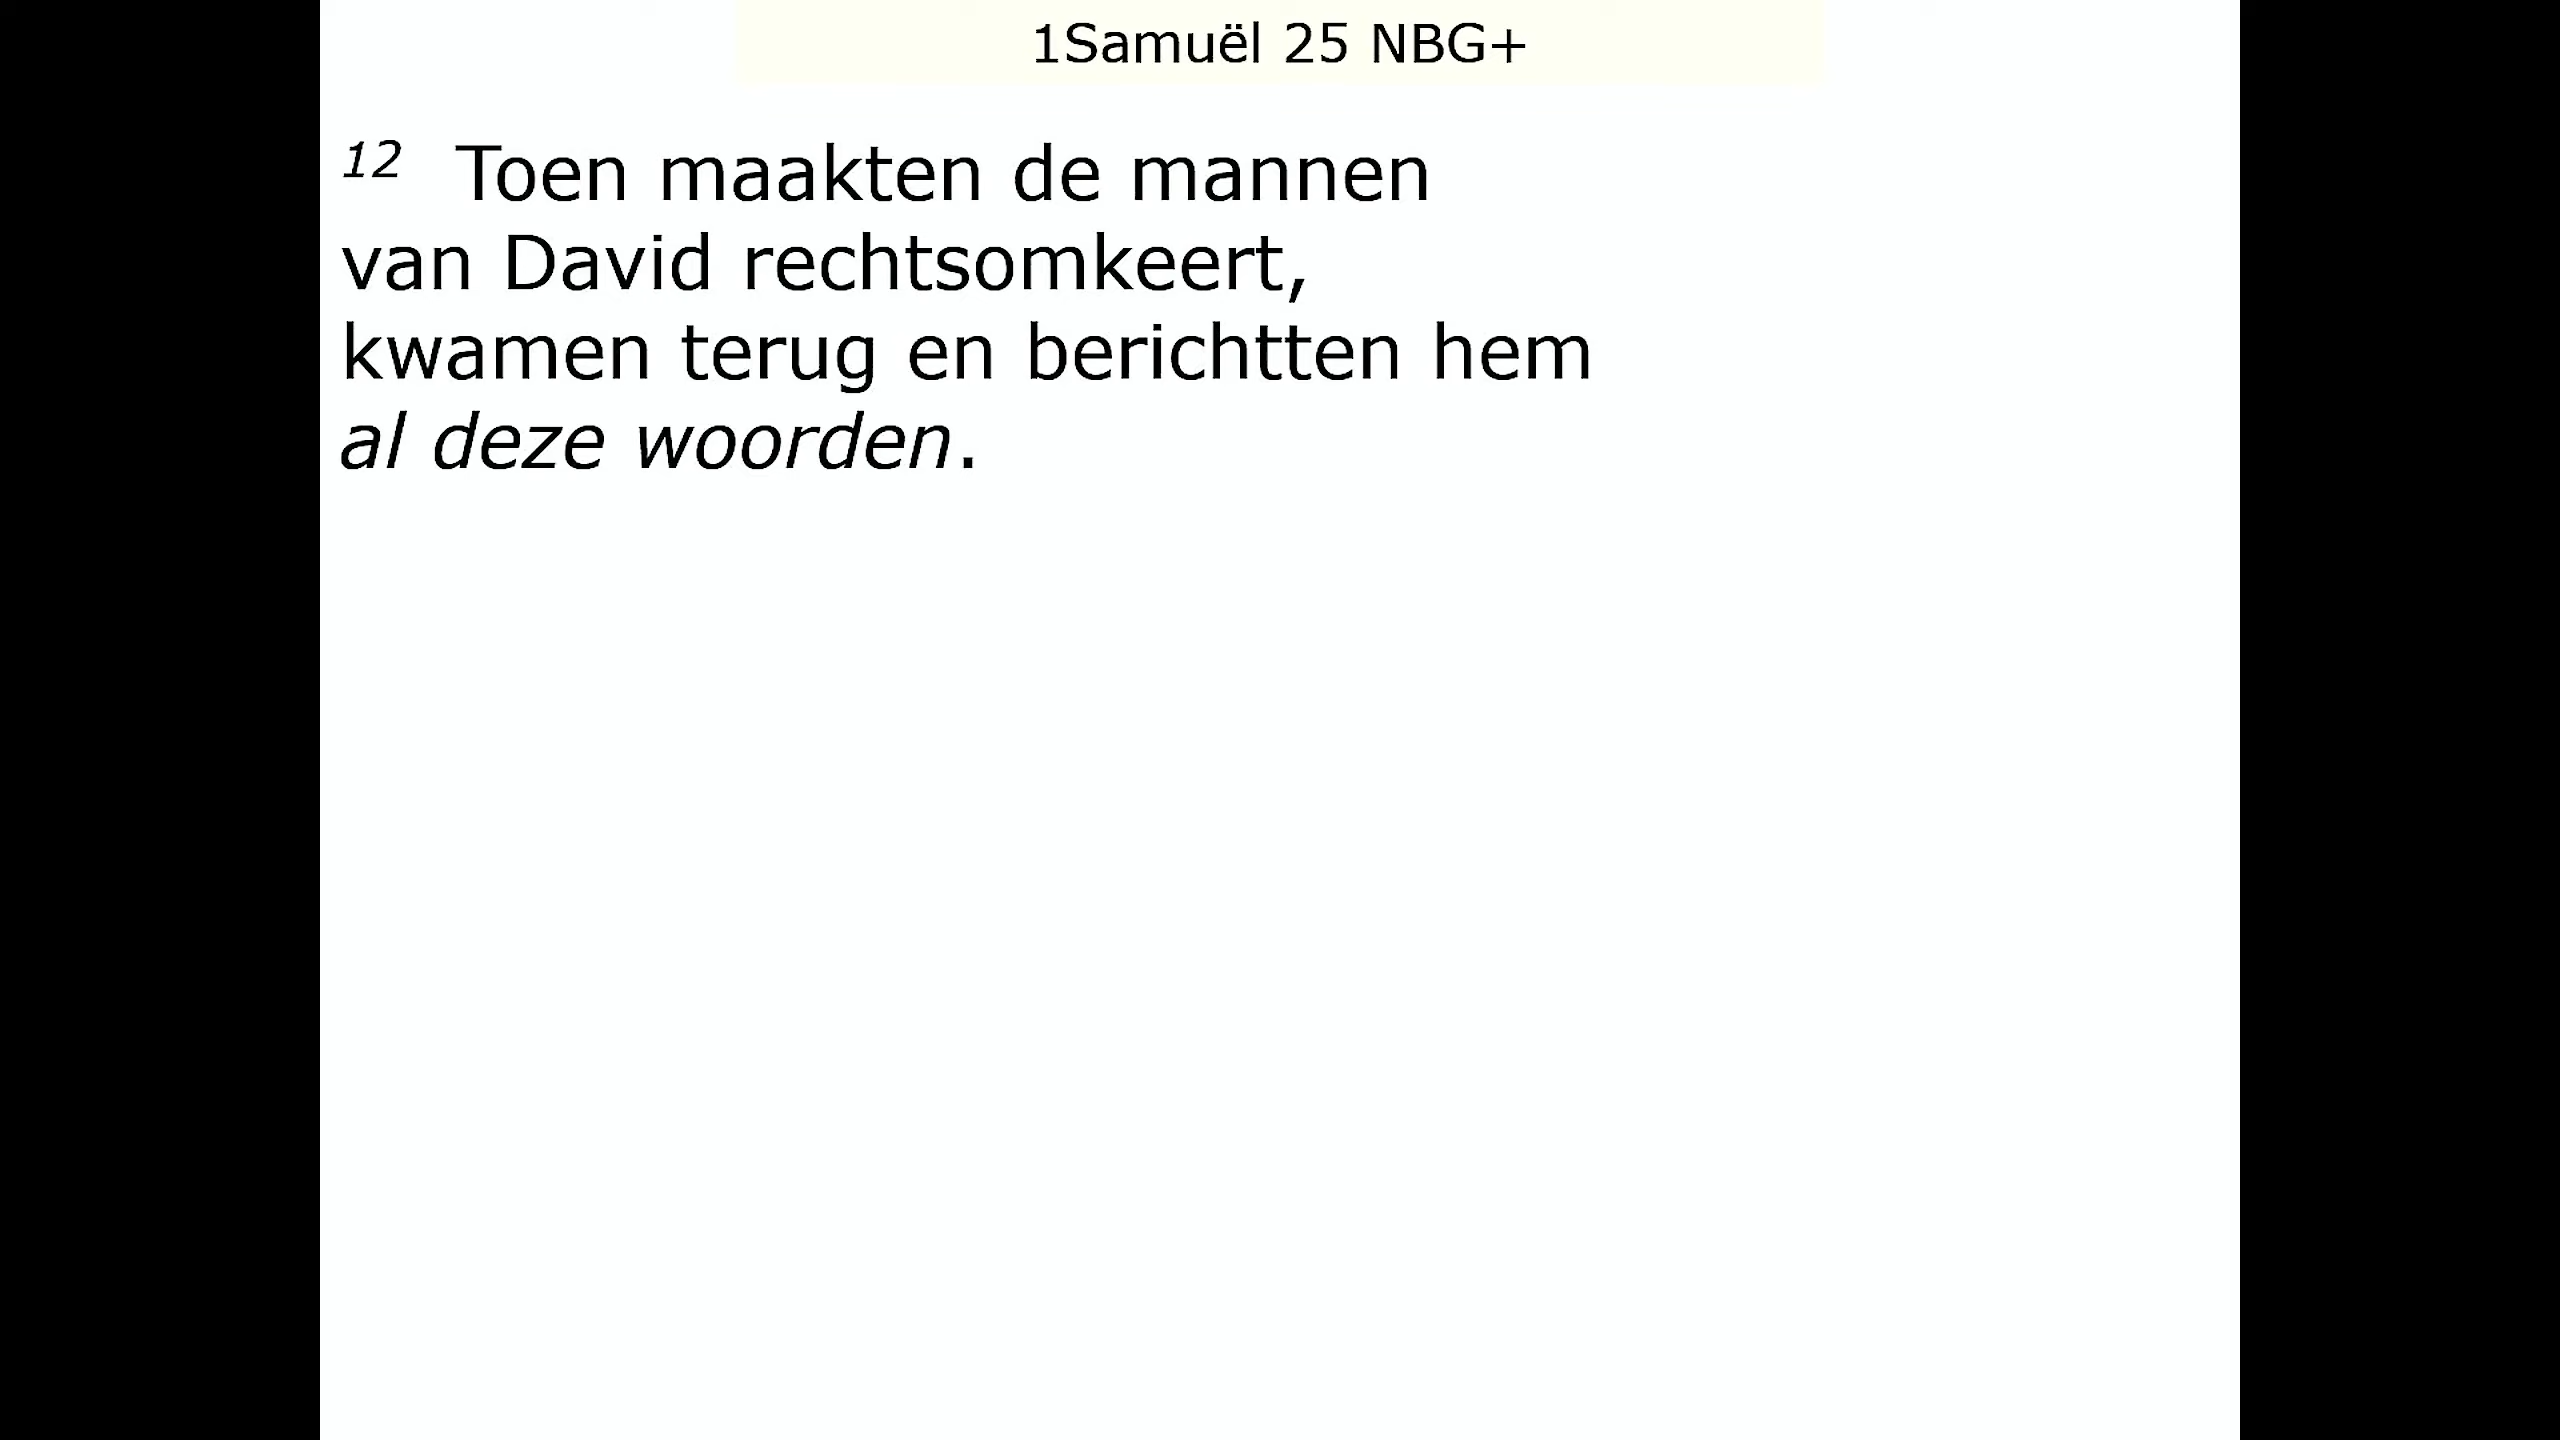 1Samuël 25 NBG+
12 Toen maakten de mannen
van David rechtsomkeert,
kwamen terug en berichtten hem
al deze woorden.